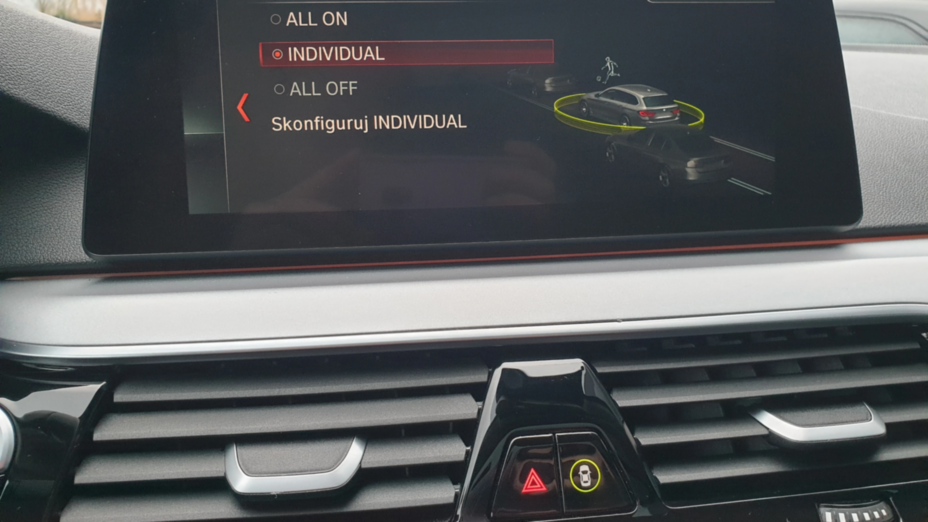 ALL ON
INDIVIDUAL
ALL OFF
Skonfiguruj INDIVIDUAL